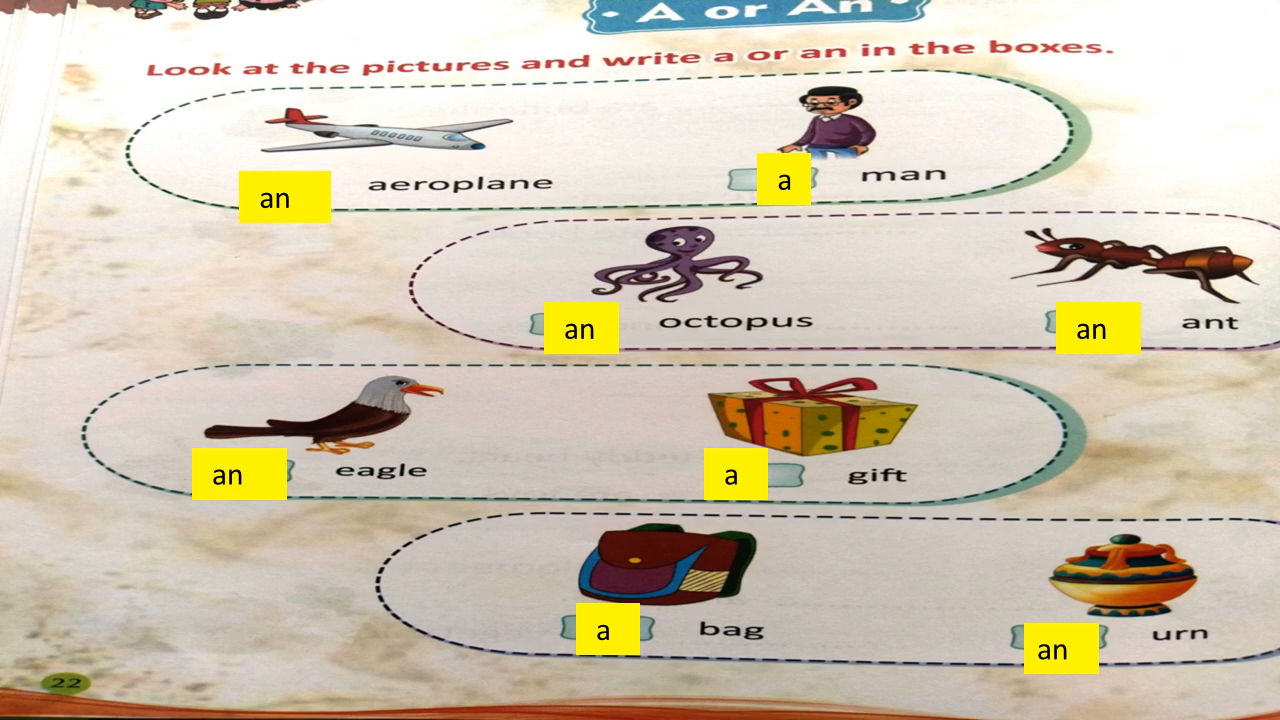 A or An
Look at the pictures and write a or an in the boxes.
an aeroplane a man
an octopus an ant
an eagle a gift
a bag an urn
22